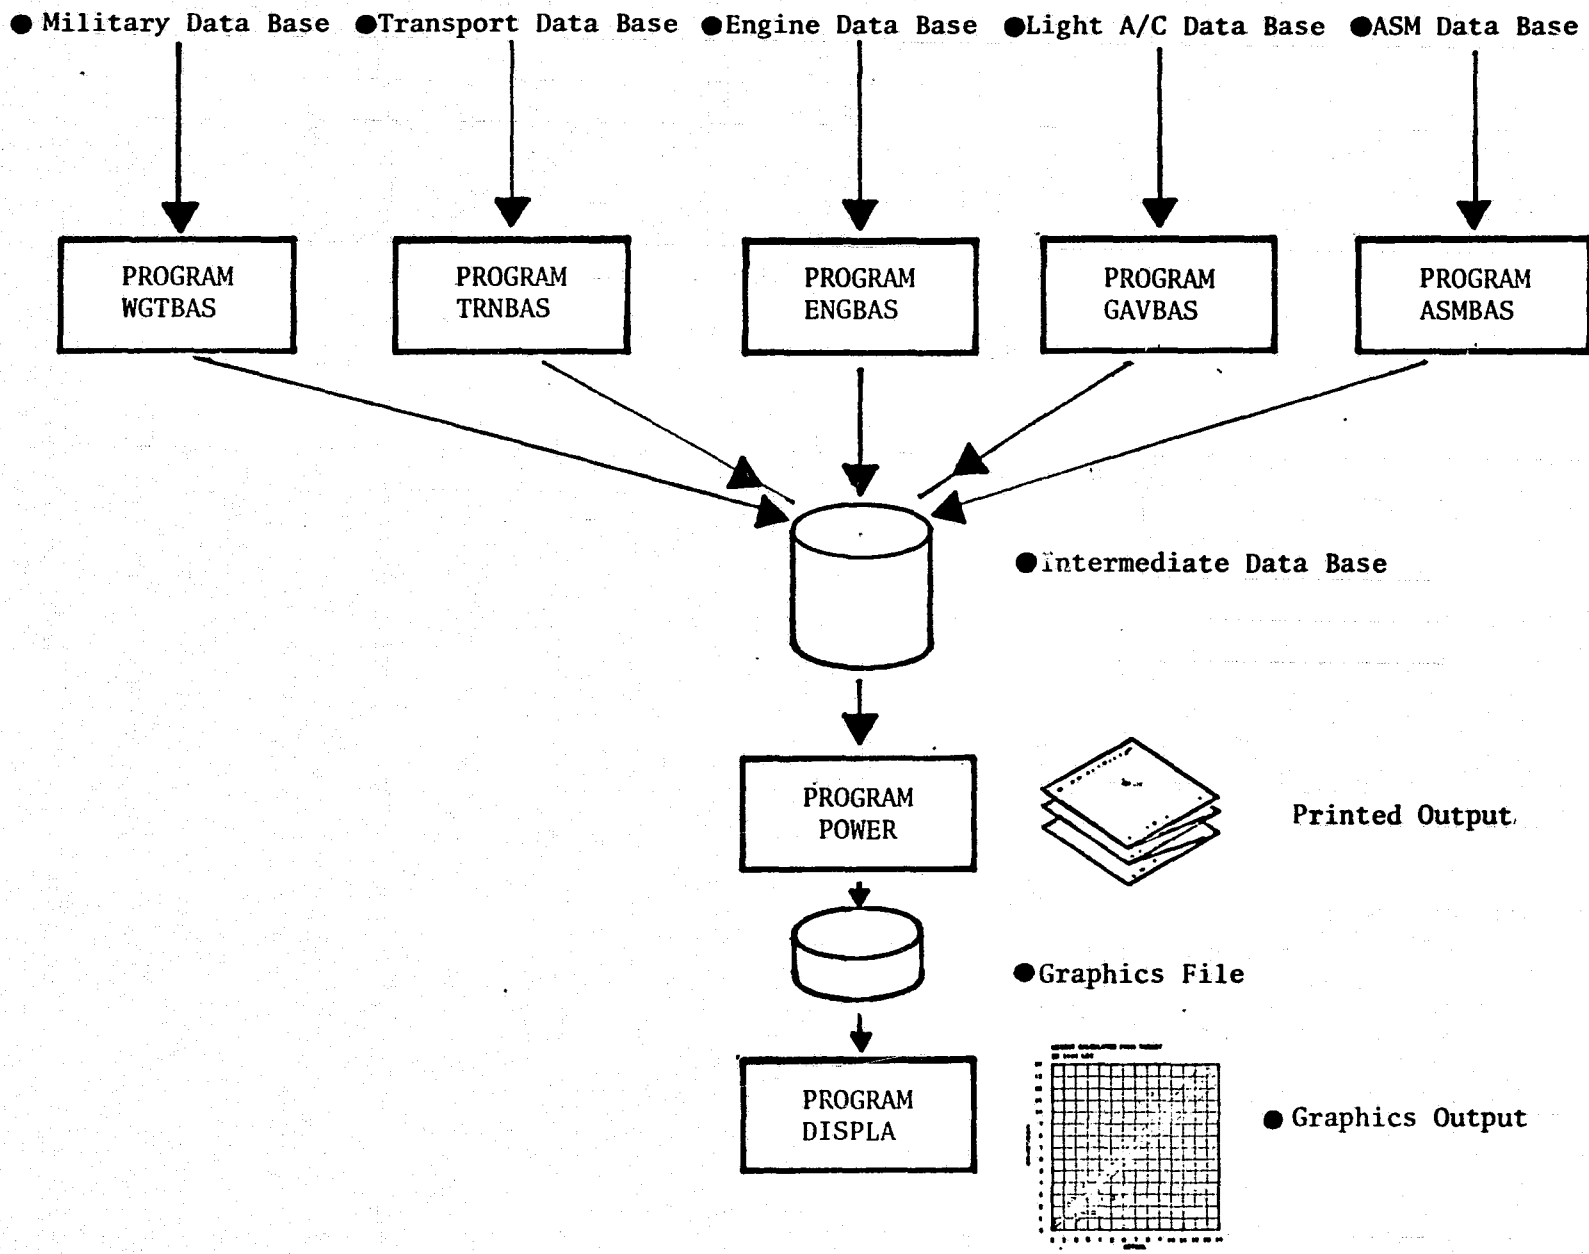 ● Military Data Base ●Transport Data Base ●Engine Data Base ●Light A/C Data Base ●ASM Data Base
PROGRAM
WGTBAS
PROGRAM
TRNBAS
PROGRAM
ENGBAS
PROGRAM
GAVBAS
PROGRAM
ASMBAS
●Intermediate Data Base
PROGRAM
POWER
Printed Output
●Graphics File
PROGRAM
DISPLA
● Graphics Output